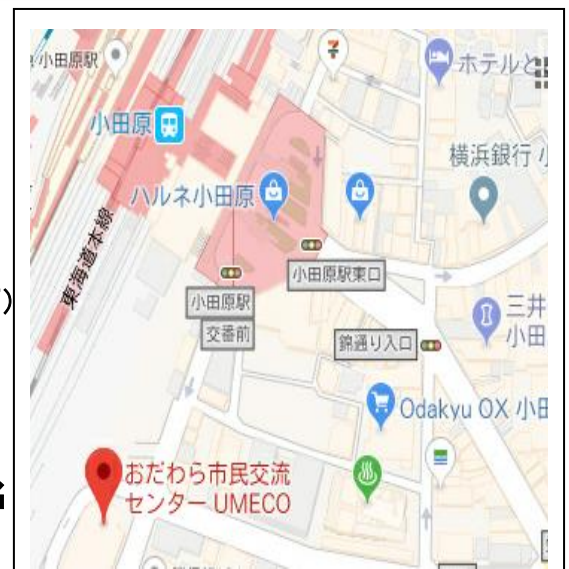 小田原駅
ホテルと
小田原
横浜銀行 小
ハルネ小田原
東海道本線
小田原駅東口
)
小田原駅
交番前
三井
小田
錦通り入口
Odakyu OX 小田
おだわら市民交流
センター UMECO